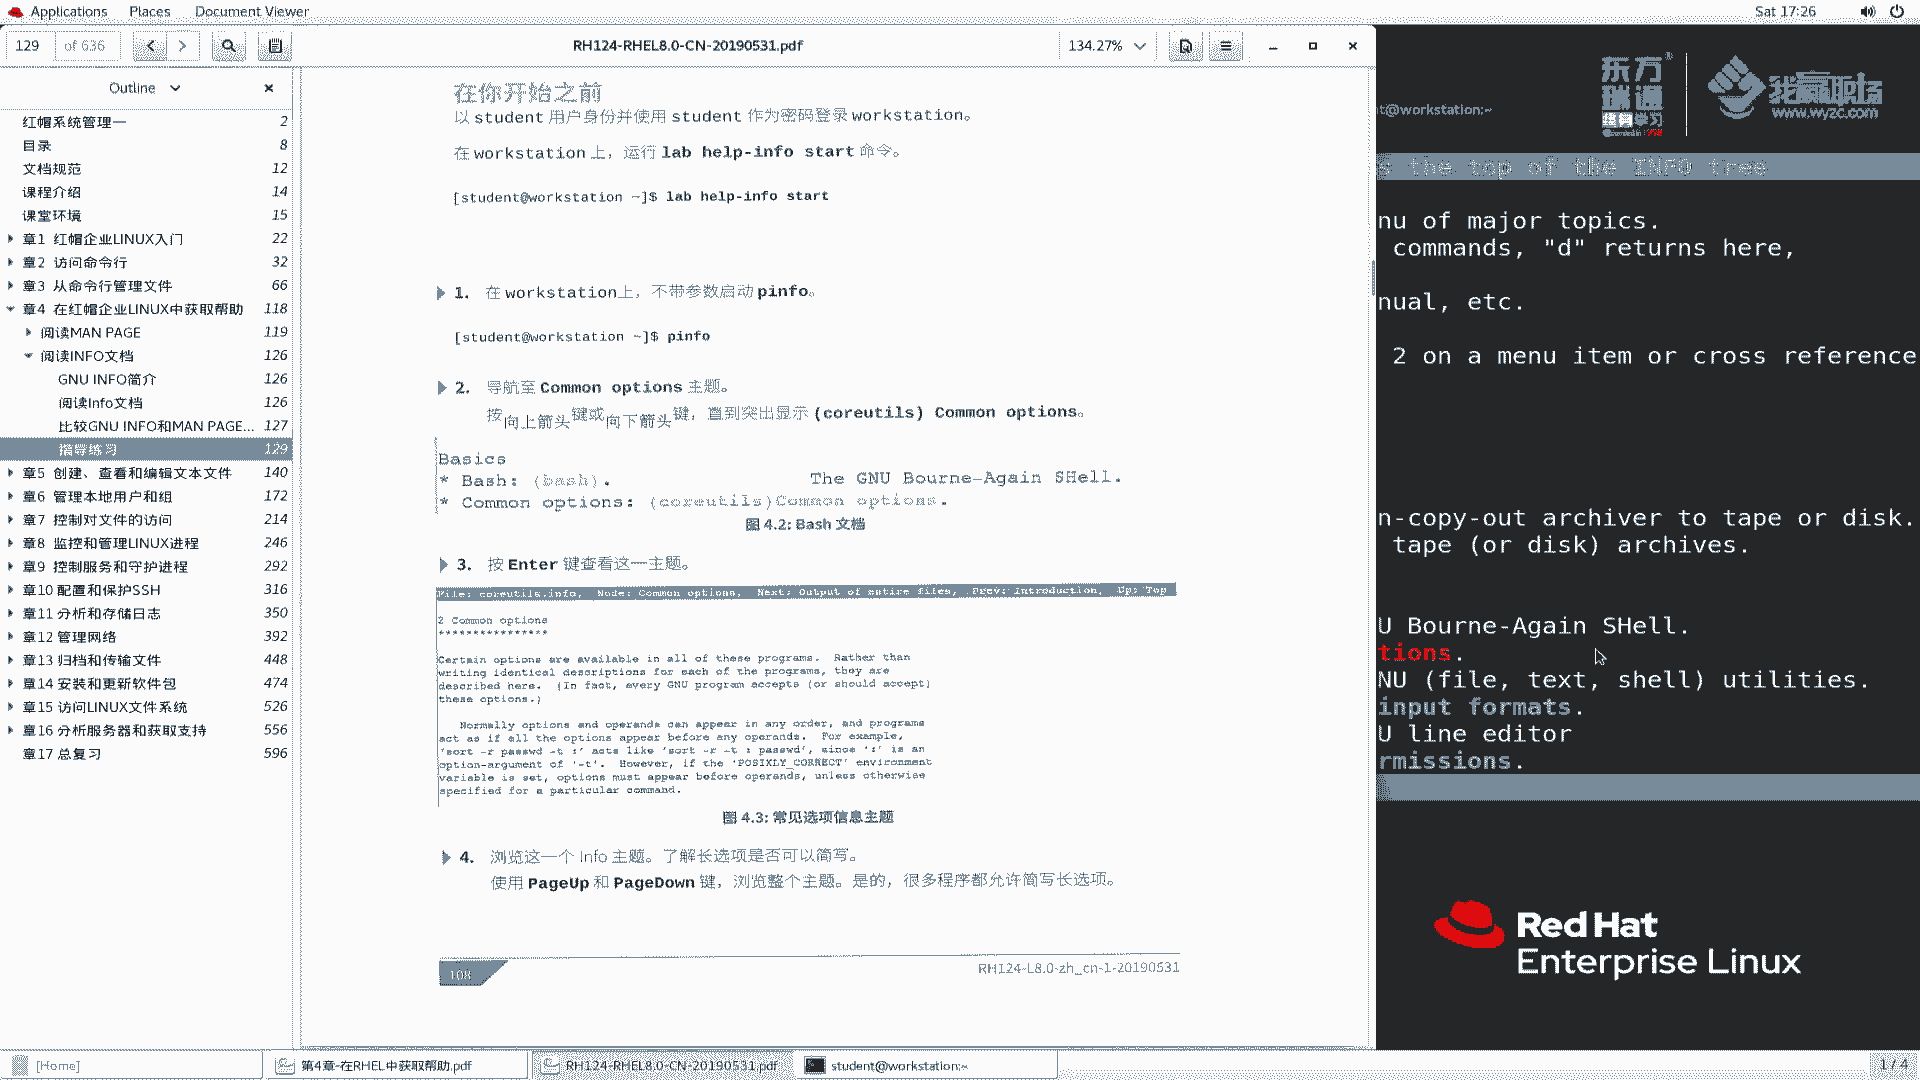 Applications
Places
Document Viewer
Sat 17:26
129
of 636
RH124-RHEL8.0-CN-20190531.pdf
134.27%
Outline
红帽系统管理一 2
目录 8
文档规范 12
课程介绍 14
课堂环境 15
章1 红帽企业LINUX入门 22
章2 访问命令行 32
章3 从命令行管理文件 66
章4 在红帽企业LINUX中获取帮助 118
阅读MAN PAGE 119
阅读INFO文档 126
GNU INFO简介 126
阅读Info文档 126
比较GNU INFO和MAN PAGE... 127
指导练习 129
章5 创建、查看和编辑文本文件 140
章6 管理本地用户和组 172
章7 控制对文件的访问 214
章8 监控和管理LINUX进程 246
章9 控制服务和守护进程 292
章10 配置和保护SSH 316
章11 分析和存储日志 350
章12 管理网络 392
章13 归档和传输文件 448
章14 安装和更新软件包 474
章15 访问LINUX文件系统 526
章16 分析服务器和获取支持 556
章17 总复习 596
在你开始之前
以 student 用户身份并使用 student 作为密码登录 workstation。
在 workstation 上，运行 lab help-info start 命令。
[student@workstation ~]$ lab help-info start
1. 在 workstation上，不带参数启动 pinfo。
[student@workstation ~]$ pinfo
2. 导航至 Common options 主题。
按向上箭头键或向下箭头键，直到突出显示 (coreutils) Common options。
Basics
* Bash: (bash). The GNU Bourne-Again SHell.
* Common options: (coreutils)Common options.
图 4.2: Bash 文档
3. 按 Enter 键查看这一主题。
File: coreutils.info, Node: Common options, Next: Output of entire files, Prev: Introduction, Up: Top
2 Common options
****************
Certain options are available in all of these programs. Rather than
writing identical descriptions for each of the programs, they are
described here. (In fact, every GNU program accepts (or should accept)
these options.)
Normally options and operands can appear in any order, and programs
act as if all the options appear before any operands. For example,
'sort -r passwd -t :' acts like 'sort -r -t : passwd', since ':' is an
option-argument of '-t'. However, if the 'POSIXLY_CORRECT' environment
variable is set, options must appear before operands, unless otherwise
specified for a particular command.
图 4.3: 常见选项信息主题
4. 浏览这一个 Info 主题。了解长选项是否可以简写。
使用 PageUp 和 PageDown 键，浏览整个主题。是的，很多程序都允许简写长选项。
108
RH124-L8.0-zh_cn-1-20190531
东方瑞通
终身学习
我赢职场
www.wyzc.com
t@workstation:~
s the top of the INFO tree
nu of major topics.
commands, "d" returns here,
nual, etc.
2 on a menu item or cross reference
n-copy-out archiver to tape or disk.
tape (or disk) archives.
U Bourne-Again SHell.
tions.
NU (file, text, shell) utilities.
input formats.
U line editor
rmissions.
Red Hat
Enterprise Linux
[Home]
第4章-在RHEL中获取帮助.pdf
RH124-RHEL8.0-CN-20190531.pdf
student@workstation:~
1 / 4